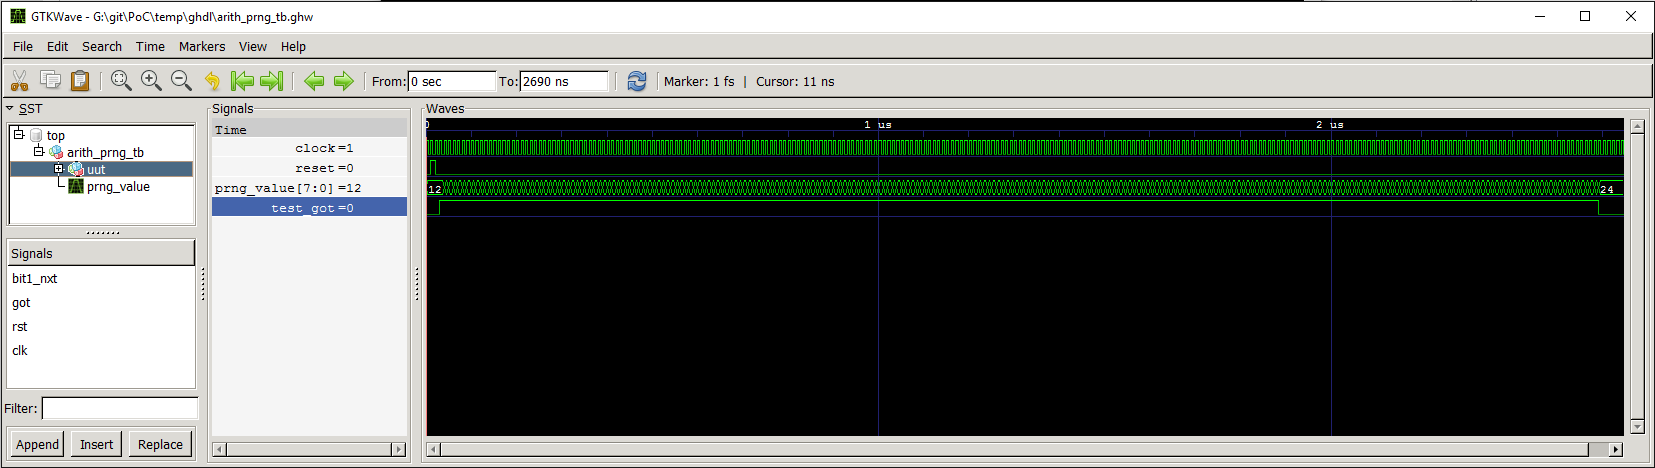 GTKWave - G:\git\PoC\temp\ghdl\arith_prng_tb.ghw
File Edit Search Time Markers View Help
From: 0 sec To: 2690 ns Marker: 1 fs | Cursor: 11 ns
SST
top
arith_prng_tb
uut
prng_value
Signals
bit1_nxt
got
rst
clk
Filter:
Append Insert Replace
Signals
Time
clock =1
reset =0
prng_value[7:0] =12
test_got =0
Waves
0 1 us 2 us
12 24